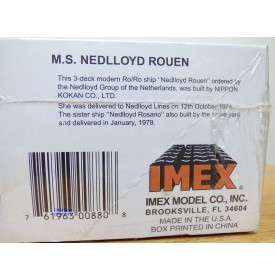 M.S. NEDLLOYD ROUEN
This 3-deck modern Ro/Ro ship "Nedlloyd Rouen" ordered by
the Nedlloyd Group of the Netherlands, was built by NIPPON
KOKAN CO., LTD.
She was delivered to Nedlloyd Lines on 12th October 1978.
The sister ship "Nedlloyd Rosario" also built by the same yard
and delivered in January, 1979.
IMEX
IMEX MODEL CO., INC.
BROOKSVILLE, FL 34604
MADE IN THE U.S.A.
BOX PRINTED IN CHINA
7 61963 00880 8